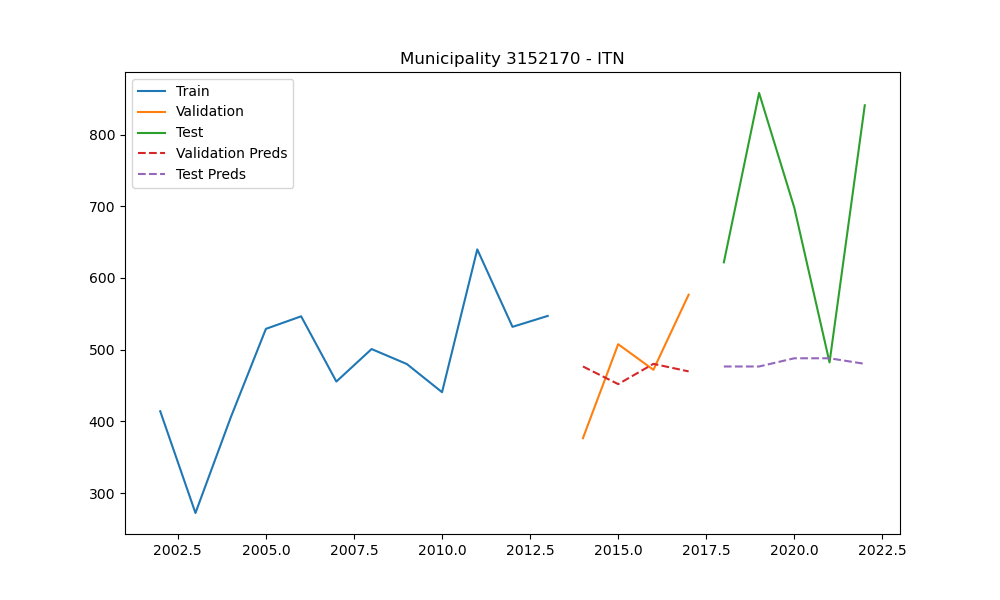 Municipality 3152170 - ITN
Train
Validation
Test
Validation Preds
Test Preds
800
700
600
500
400
300
2002.5 2005.0 2007.5 2010.0 2012.5 2015.0 2017.5 2020.0 2022.5